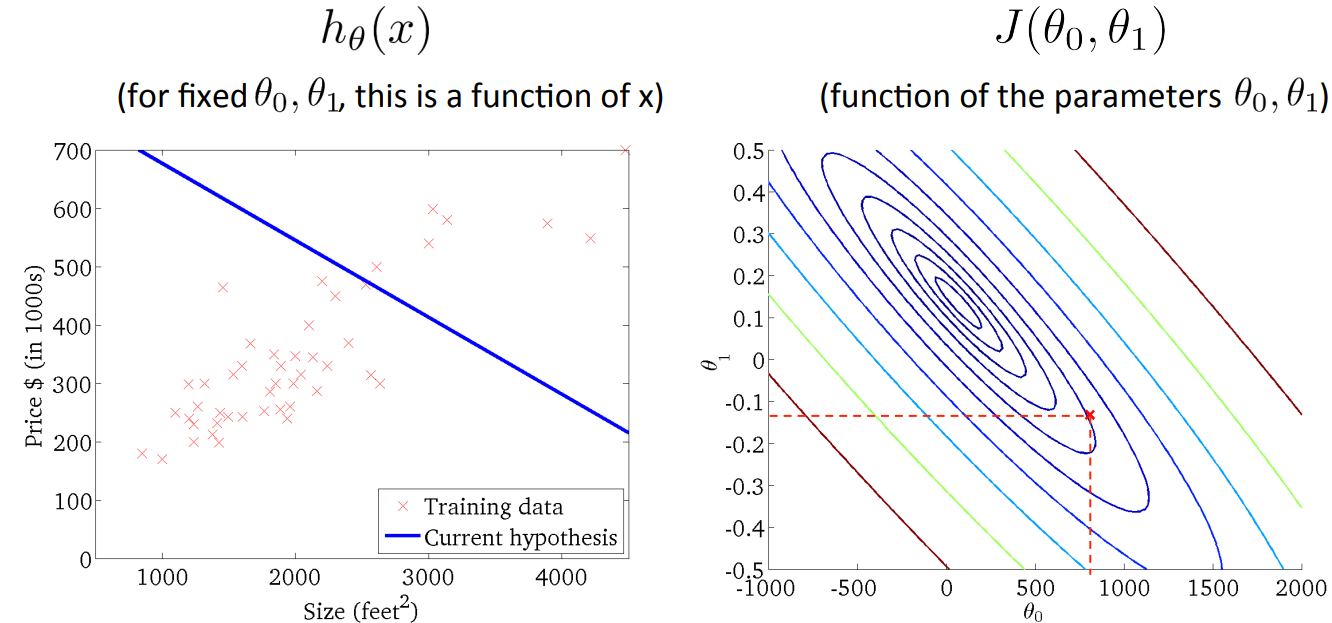 hθ(x)
(for fixed θ0, θ1, this is a function of x)
700
600
500
400
300
200
100
0
Price $ (in 1000s)
1000 2000 3000 4000
Size (feet2)
Training data
Current hypothesis
J(θ0, θ1)
(function of the parameters θ0, θ1)
0.5
0.4
0.3
0.2
0.1
0
-0.1
-0.2
-0.3
-0.4
-0.5
θ1
-1000 -500 0 500 1000 1500 2000
θ0